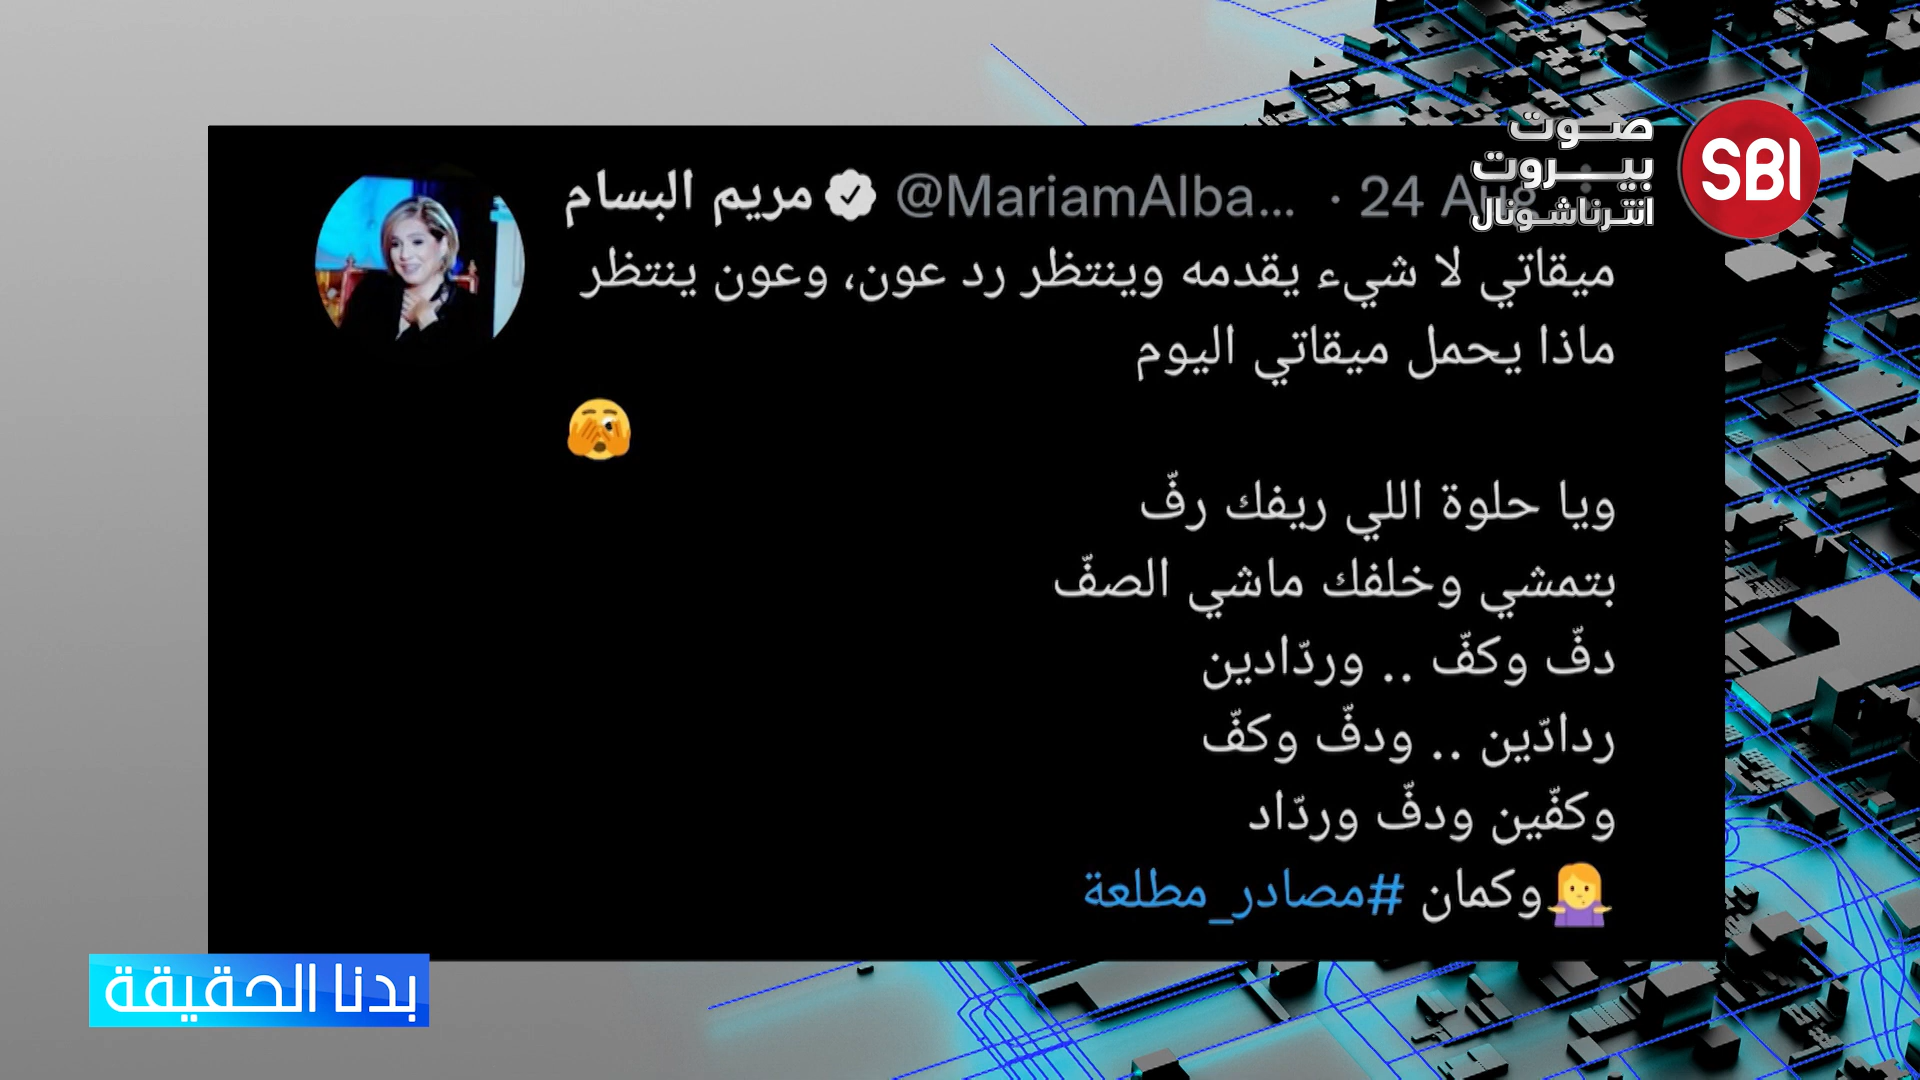 صوت
بيروت
انترناشونال
SBI
مريم البسام @MariamAlba... · 24 Aug
ميقاتي لا شيء يقدمه وينتظر رد عون، وعون ينتظر
ماذا يحمل ميقاتي اليوم
🫣
ويا حلوة اللي ريفك رفّ
بتمشي وخلفك ماشي الصفّ
دفّ وكفّ .. وردّادين
ردادّين .. ودفّ وكفّ
وكفّين ودفّ وردّاد
🤷‍♀️وكمان #مصادر_مطلعة
بدنا الحقيقة